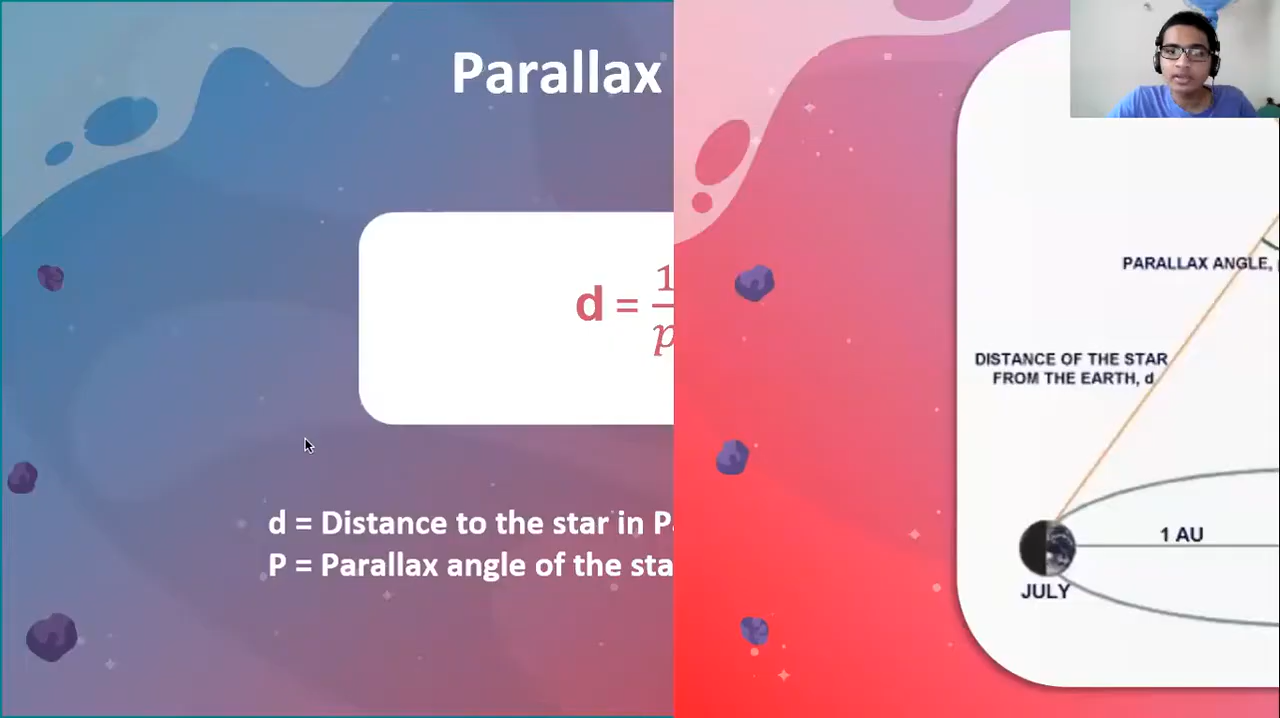 Parallax
d = 1/p
d = Distance to the star in
P = Parallax angle of the
PARALLAX ANGLE,
DISTANCE OF THE STAR
FROM THE EARTH, d
1 AU
JULY